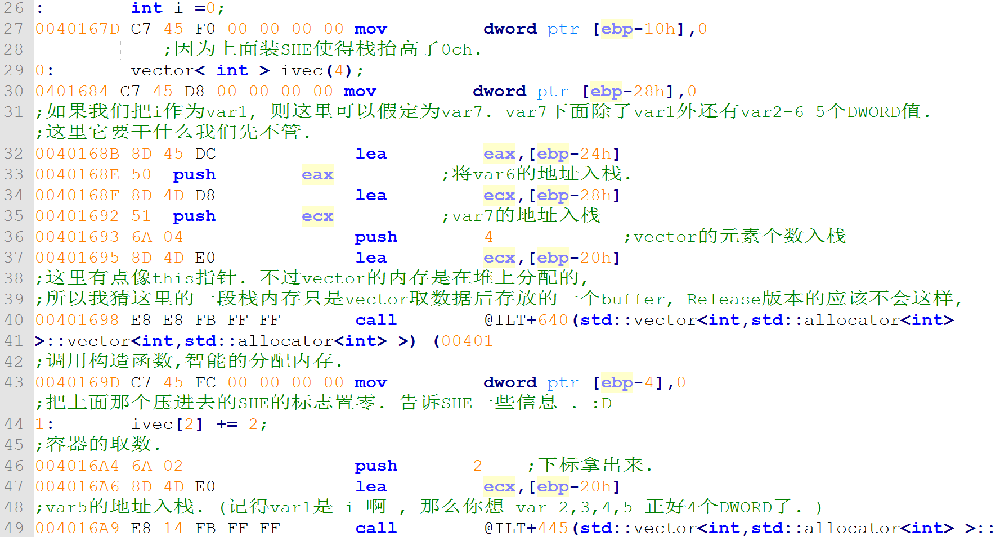 26 :        int i =0;
27 0040167D C7 45 F0 00 00 00 00 mov         dword ptr [ebp-10h],0
28             ;因为上面装SHE使得栈抬高了0ch.
29 0:       vector< int > ivec(4);
30 0401684 C7 45 D8 00 00 00 00 mov         dword ptr [ebp-28h],0
31 ;如果我们把i作为var1, 则这里可以假定为var7. var7下面除了var1外还有var2-6 5个DWORD值.
;这里它要干什么我们先不管.
32 0040168B 8D 45 DC             lea         eax,[ebp-24h]
33 0040168E 50  push        eax          ;将var6的地址入栈.
34 0040168F 8D 4D D8             lea         ecx,[ebp-28h]
35 00401692 51  push        ecx          ;var7的地址入栈
36 00401693 6A 04                push        4            ;vector的元素个数入栈
37 00401695 8D 4D E0             lea         ecx,[ebp-20h]
38 ;这里有点像this指针. 不过vector的内存是在堆上分配的,
39 ;所以我猜这里的一段栈内存只是vector取数据后存放的一个buffer, Release版本的应该不会这样,
40 00401698 E8 E8 FB FF FF       call        @ILT+640(std::vector<int,std::allocator<int>
41 >::vector<int,std::allocator<int> >) (00401
42 ;调用构造函数,智能的分配内存.
43 0040169D C7 45 FC 00 00 00 00 mov         dword ptr [ebp-4],0
;把上面那个压进去的SHE的标志置零. 告诉SHE一些信息 . :D
44 1:       ivec[2] += 2;
45 ;容器的取数.
46 004016A4 6A 02                push       2    ;下标拿出来.
47 004016A6 8D 4D E0             lea         ecx,[ebp-20h]
48 ;var5的地址入栈. (记得var1是 i 啊 , 那么你想 var 2,3,4,5 正好4个DWORD了. )
49 004016A9 E8 14 FB FF FF       call        @ILT+445(std::vector<int,std::allocator<int> >::